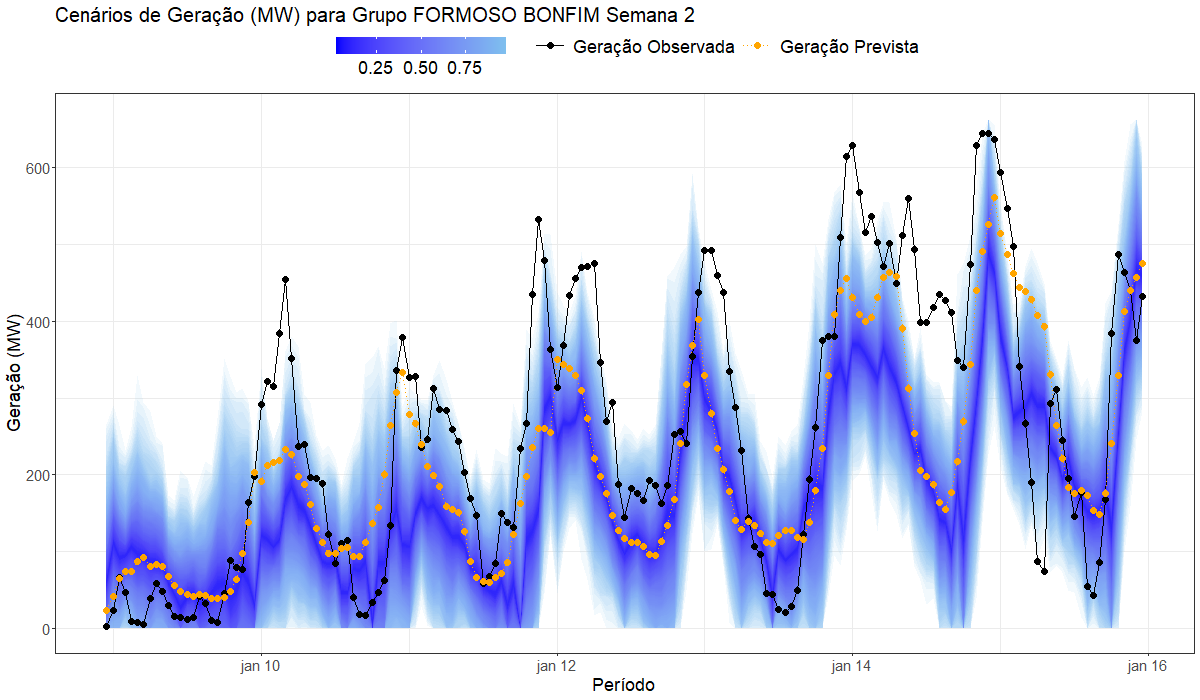 Cenários de Geração (MW) para Grupo FORMOSO BONFIM Semana 2
0.25 0.50 0.75 Geração Observada Geração Prevista
Geração (MW)
600
400
200
0
jan 10 jan 12 jan 14 jan 16
Período